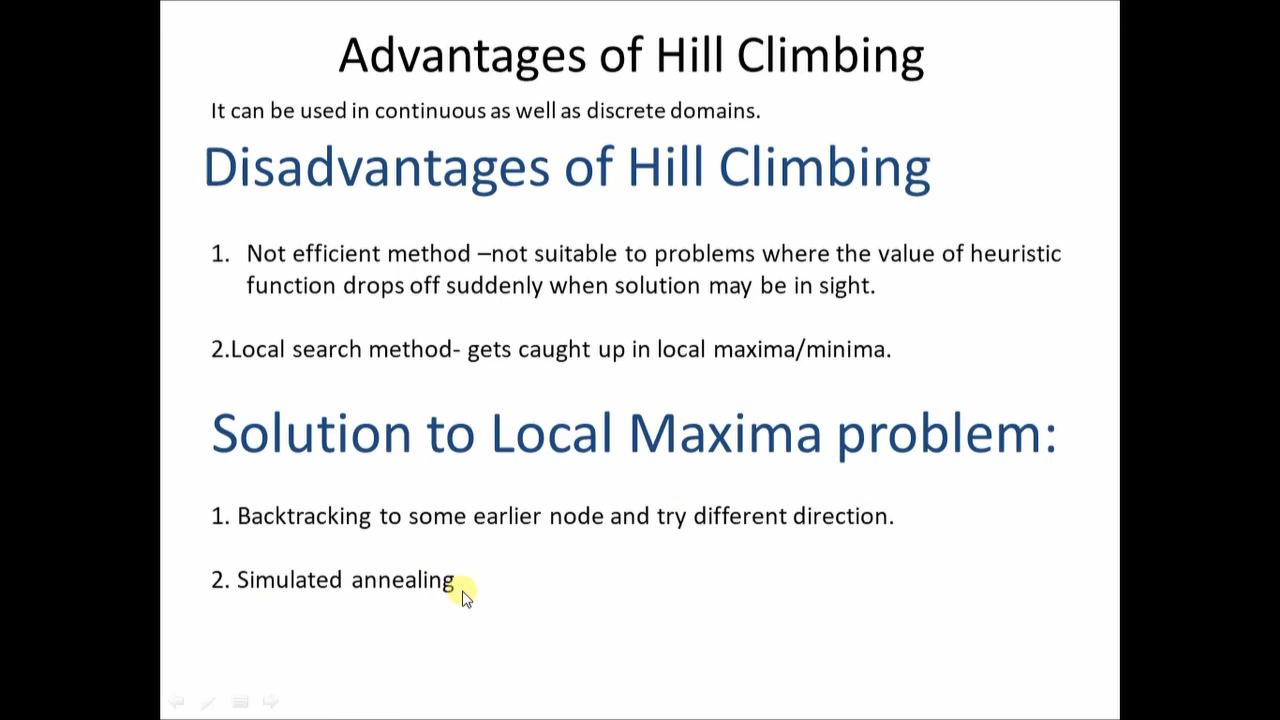 Advantages of Hill Climbing
It can be used in continuous as well as discrete domains.
Disadvantages of Hill Climbing
1. Not efficient method –not suitable to problems where the value of heuristic
function drops off suddenly when solution may be in sight.
2.Local search method- gets caught up in local maxima/minima.
Solution to Local Maxima problem:
1. Backtracking to some earlier node and try different direction.
2. Simulated annealing